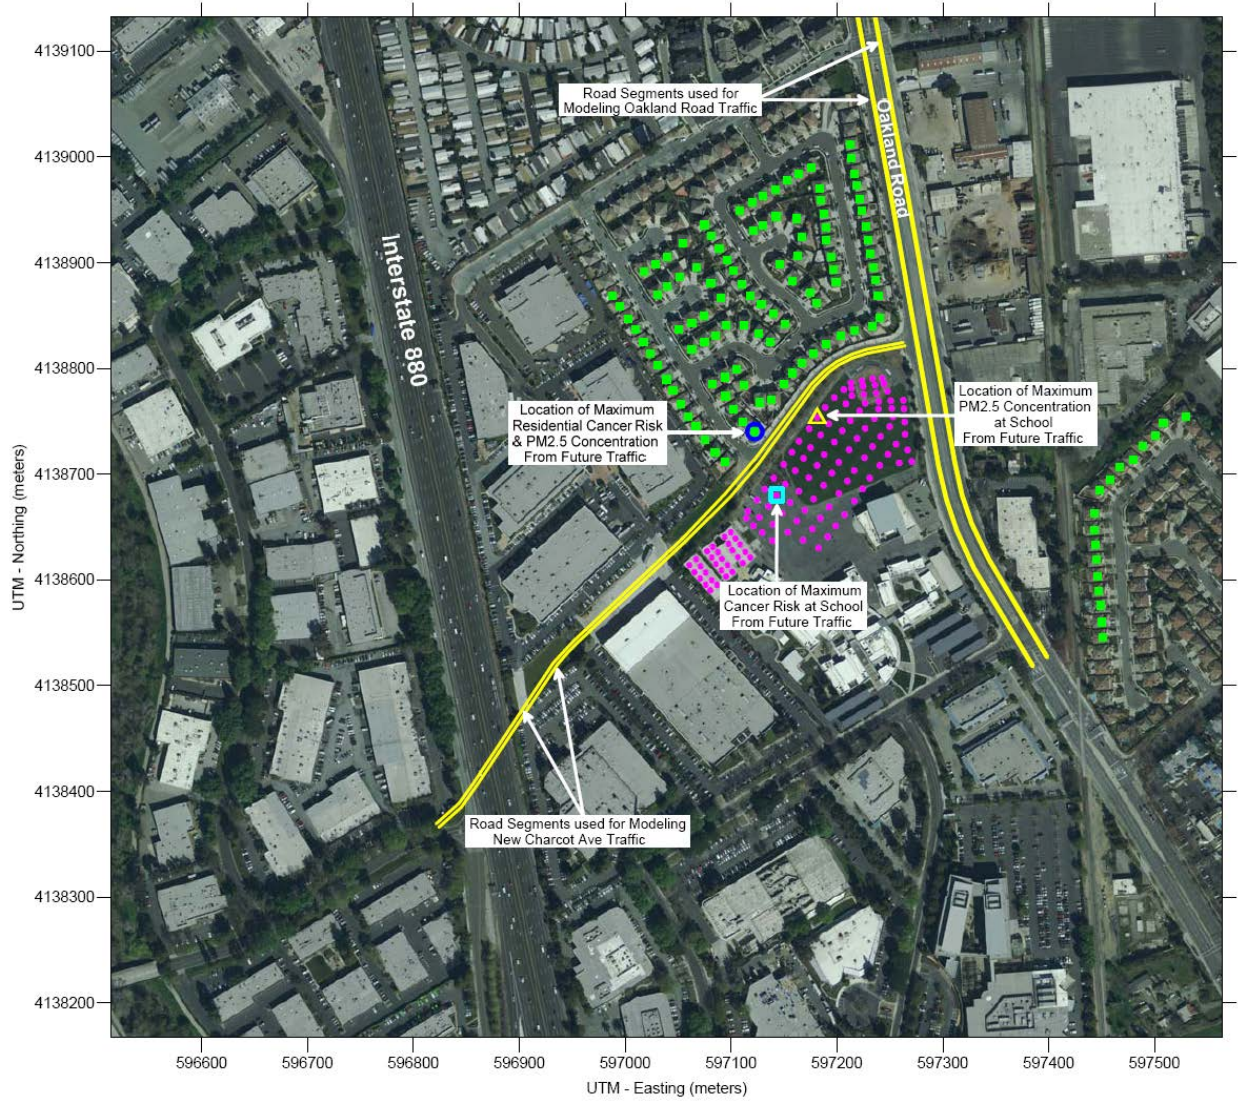 4139100
4139000
4138900
4138800
4138700
4138600
4138500
4138400
4138300
4138200
UTM - Northing (meters)
Road Segments used for
Modeling Oakland Road Traffic
Oakland Road
Interstate 880
Location of Maximum
Residential Cancer Risk
& PM2.5 Concentration
From Future Traffic
Location of Maximum
PM2.5 Concentration
at School
From Future Traffic
Location of Maximum
Cancer Risk at School
From Future Traffic
Road Segments used for Modeling
New Charcot Ave Traffic
596600
596700
596800
596900
597000
597100
597200
597300
597400
597500
UTM - Easting (meters)